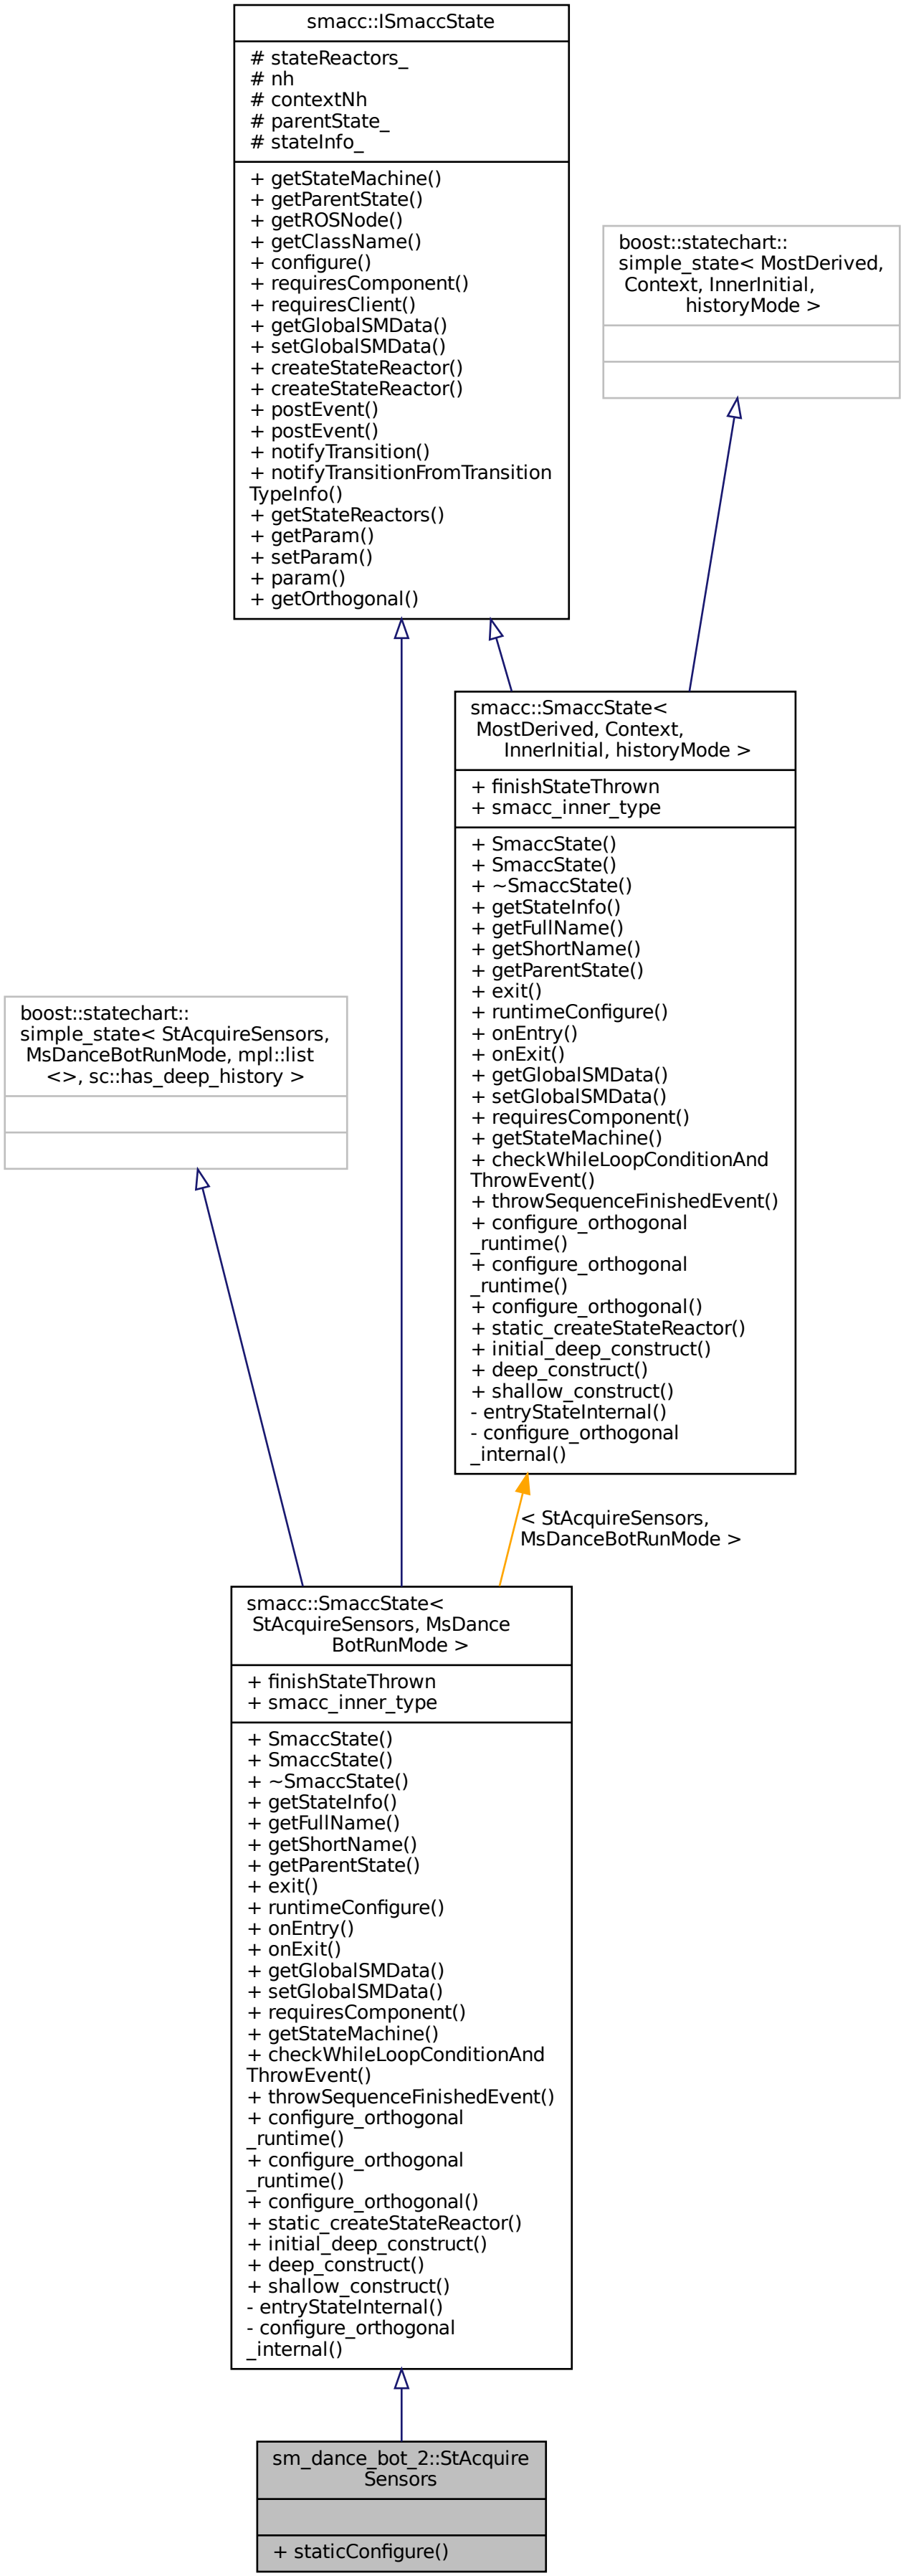 smacc::ISmaccState
# stateReactors_
# nh
# contextNh
# parentState_
# stateInfo_
+ getStateMachine()
+ getParentState()
+ getROSNode()
+ getClassName()
+ configure()
+ requiresComponent()
+ requiresClient()
+ getGlobalSMData()
+ setGlobalSMData()
+ createStateReactor()
+ createStateReactor()
+ postEvent()
+ postEvent()
+ notifyTransition()
+ notifyTransitionFromTransition
TypeInfo()
+ getStateReactors()
+ getParam()
+ setParam()
+ param()
+ getOrthogonal()
boost::statechart::
simple_state< MostDerived,
Context, InnerInitial,
historyMode >
smacc::SmaccState<
MostDerived, Context,
InnerInitial, historyMode >
+ finishStateThrown
+ smacc_inner_type
+ SmaccState()
+ SmaccState()
+ ~SmaccState()
+ getStateInfo()
+ getFullName()
+ getShortName()
+ getParentState()
+ exit()
+ runtimeConfigure()
+ onEntry()
+ onExit()
+ getGlobalSMData()
+ setGlobalSMData()
+ requiresComponent()
+ getStateMachine()
+ checkWhileLoopConditionAnd
ThrowEvent()
+ throwSequenceFinishedEvent()
+ configure_orthogonal
_runtime()
+ configure_orthogonal
_runtime()
+ configure_orthogonal()
+ static_createStateReactor()
+ initial_deep_construct()
+ deep_construct()
+ shallow_construct()
- entryStateInternal()
- configure_orthogonal
_internal()
boost::statechart::
simple_state< StAcquireSensors,
MsDanceBotRunMode, mpl::list
<>, sc::has_deep_history >
< StAcquireSensors,
MsDanceBotRunMode >
smacc::SmaccState<
StAcquireSensors, MsDance
BotRunMode >
+ finishStateThrown
+ smacc_inner_type
+ SmaccState()
+ SmaccState()
+ ~SmaccState()
+ getStateInfo()
+ getFullName()
+ getShortName()
+ getParentState()
+ exit()
+ runtimeConfigure()
+ onEntry()
+ onExit()
+ getGlobalSMData()
+ setGlobalSMData()
+ requiresComponent()
+ getStateMachine()
+ checkWhileLoopConditionAnd
ThrowEvent()
+ throwSequenceFinishedEvent()
+ configure_orthogonal
_runtime()
+ configure_orthogonal
_runtime()
+ configure_orthogonal()
+ static_createStateReactor()
+ initial_deep_construct()
+ deep_construct()
+ shallow_construct()
- entryStateInternal()
- configure_orthogonal
_internal()
sm_dance_bot_2::StAcquire
Sensors
+ staticConfigure()